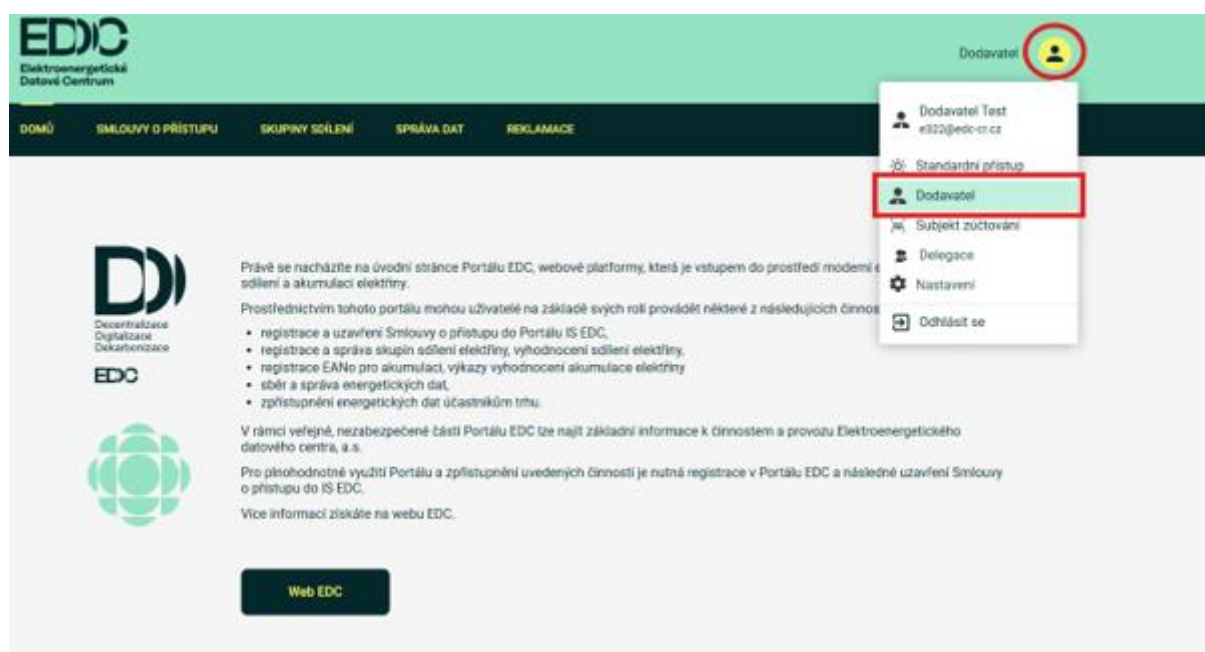 EDC
Elektroenergetické
Datové Centrum
Dodavatel
DOMŮ SMLOUVY O PŘÍSTUPU SKUPINY SDÍLENÍ SPRÁVA DAT REKLAMACE
Dodavatel Test
e322@edc-cr.cz
Standardní přístup
Dodavatel
Subjekt zúčtování
Delegace
Nastavení
Odhlásit se
Decentralizace
Digitalizace
Dekarbonizace
EDC
Právě se nacházíte na úvodní stránce Portálu EDC, webové platformy, která je vstupem do prostředí moderní
sdílení a akumulaci elektřiny.
Prostřednictvím tohoto portálu mohou uživatelé na základě svých rolí provádět některé z následujících činnos
• registrace a uzavření Smlouvy o přístupu do Portálu IS EDC,
• registrace a správa skupin sdílení elektřiny, vyhodnocení sdílení elektřiny,
• registrace EANo pro akumulaci, výkazy vyhodnocení akumulace elektřiny
• sběr a správa energetických dat,
• zpřístupnění energetických dat účastníkům trhu.
V rámci veřejné, nezabezpečené části Portálu EDC lze najít základní informace k činnostem a provozu Elektroenergetického
datového centra, a.s.
Pro plnohodnotné využití Portálu a zpřístupnění uvedených činností je nutná registrace v Portálu EDC a následné uzavření Smlouvy
o přístupu do IS EDC.
Více informací získáte na webu EDC.
Web EDC